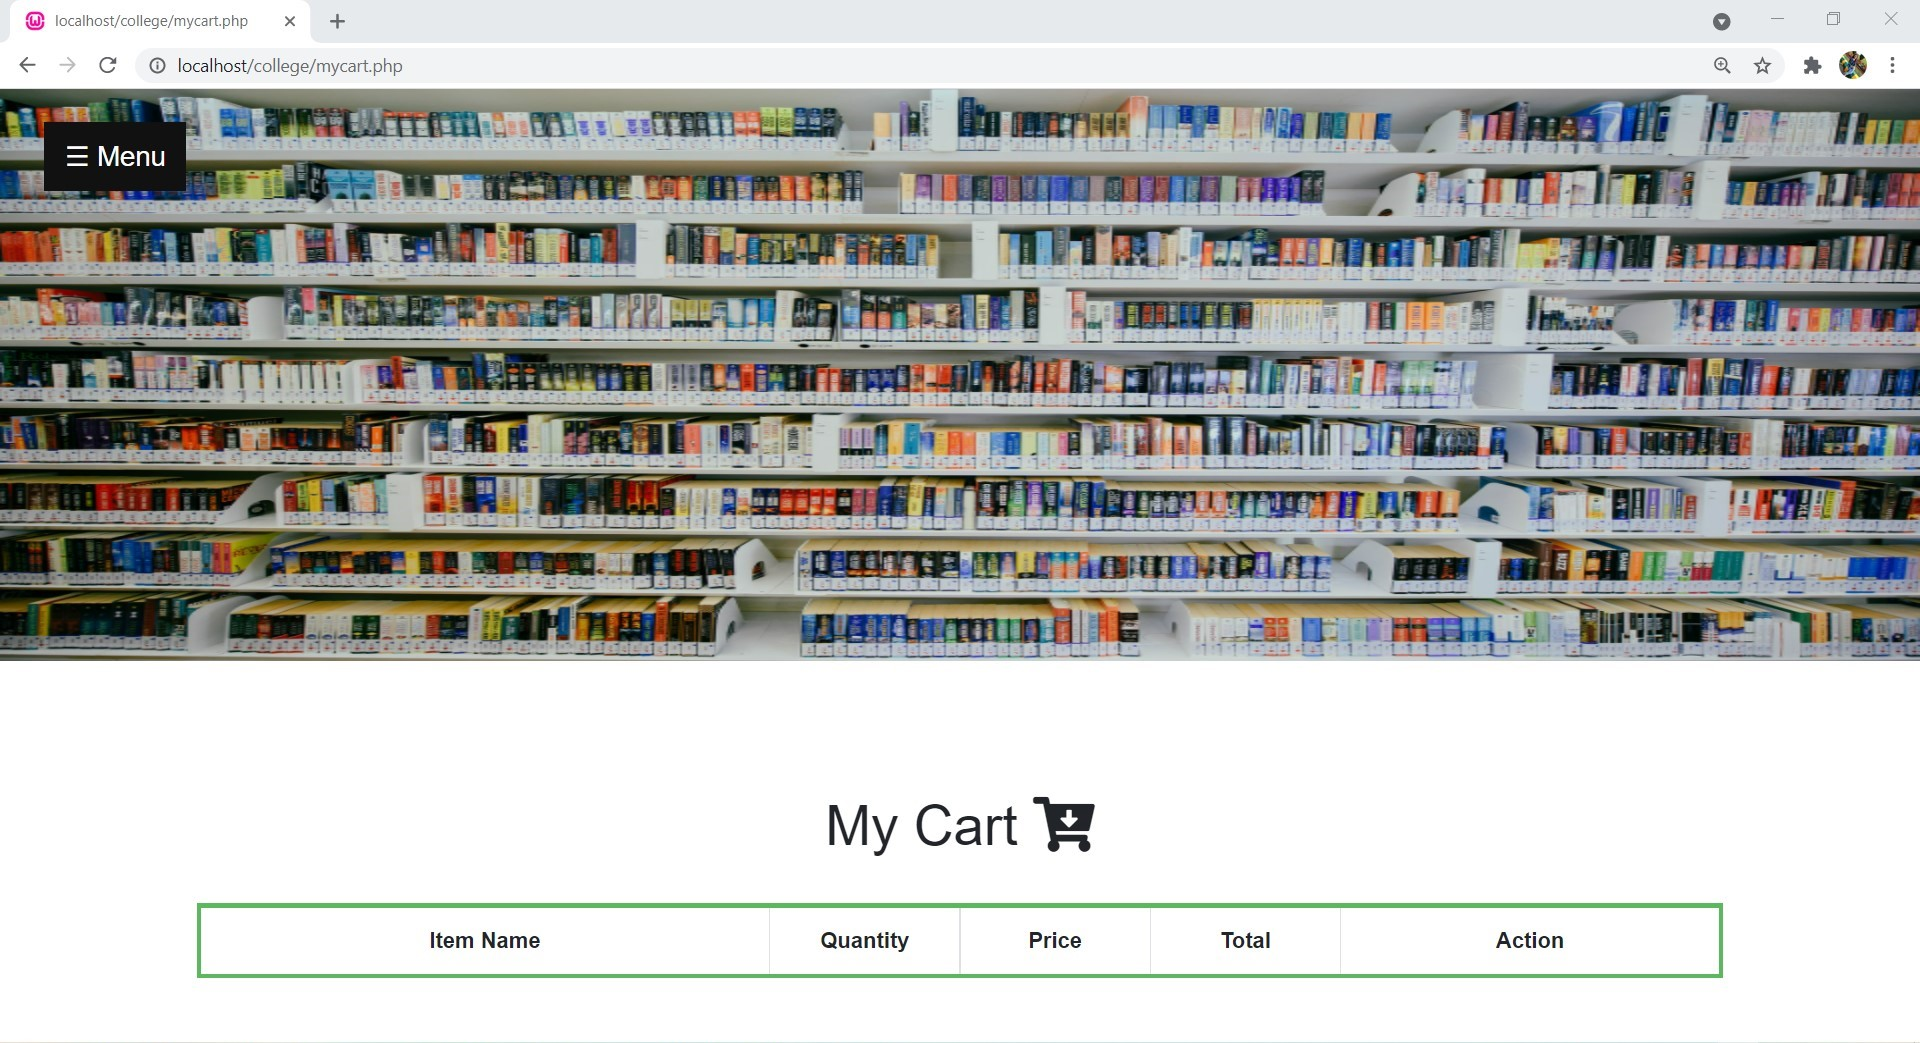 localhost/college/mycart.php
localhost/college/mycart.php
☰ Menu
My Cart
Item Name Quantity Price Total Action